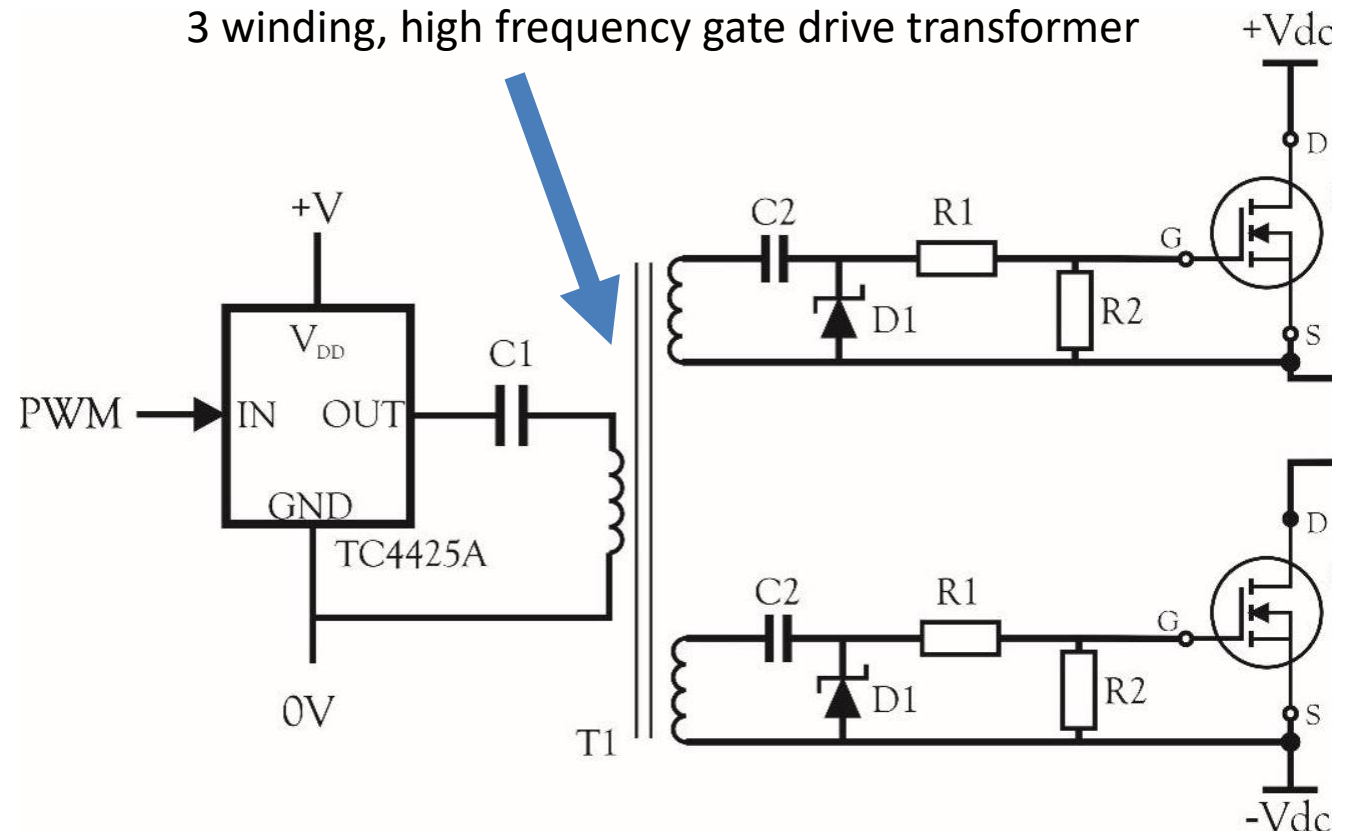 3 winding, high frequency gate drive transformer
+Vdc
D
C2
R1
G
+V
D1
R2
S
VDD
C1
PWM
IN
OUT
GND
TC4425A
D
C2
R1
G
0V
D1
R2
S
T1
-Vdc